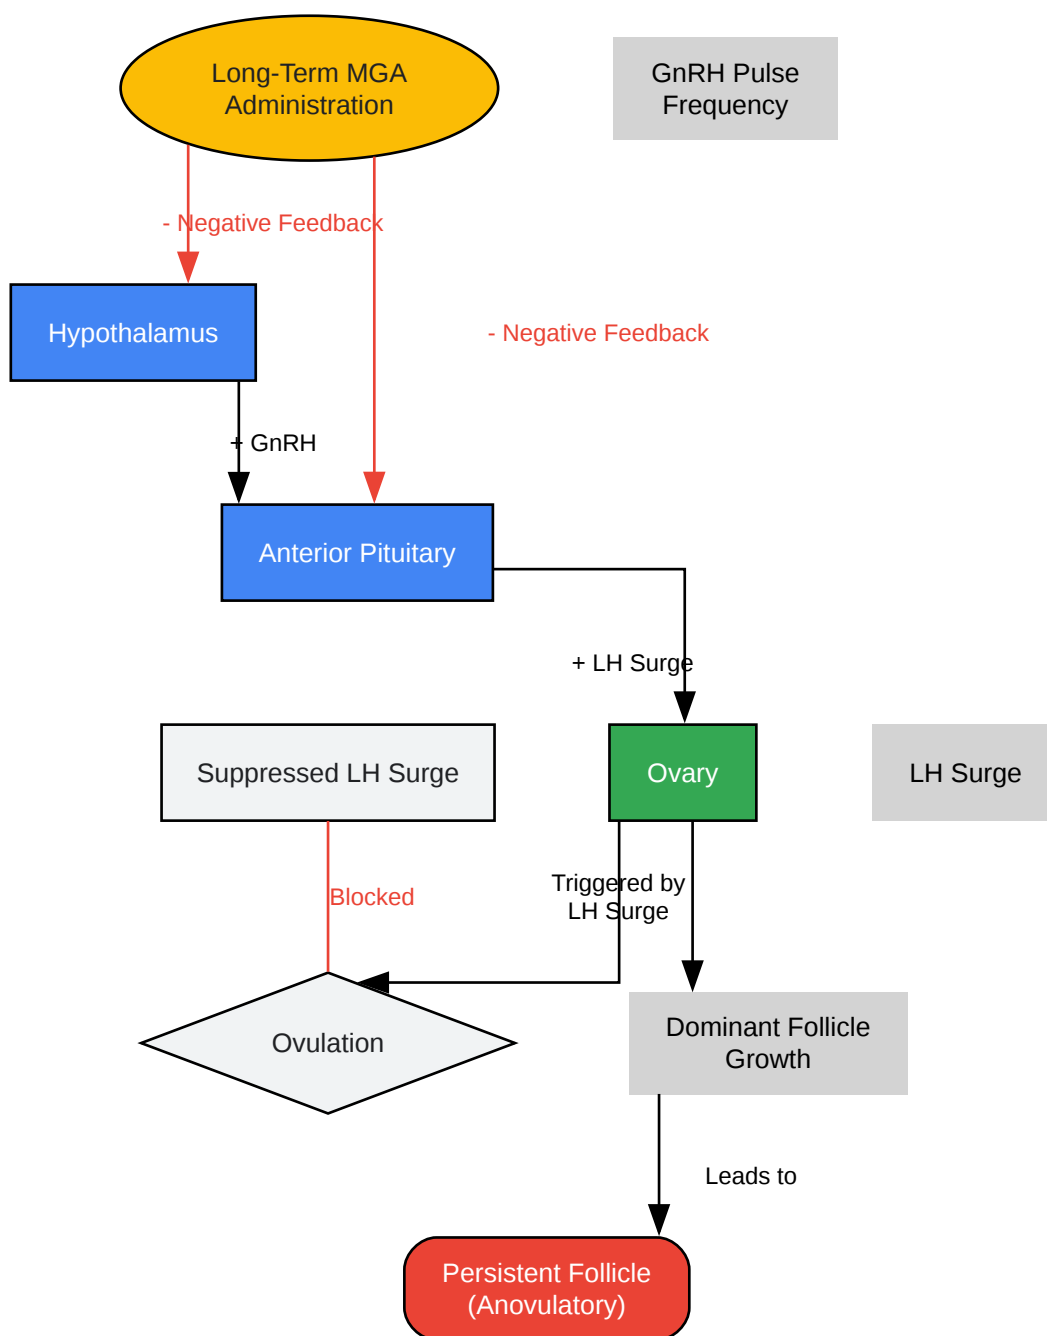 Long-Term MGA
Administration
GnRH Pulse
Frequency
- Negative Feedback
Hypothalamus
- Negative Feedback
+ GnRH
Anterior Pituitary
+ LH Surge
Suppressed LH Surge
Ovary
LH Surge
Blocked
Triggered by
LH Surge
Ovulation
Dominant Follicle
Growth
Leads to
Persistent Follicle
(Anovulatory)